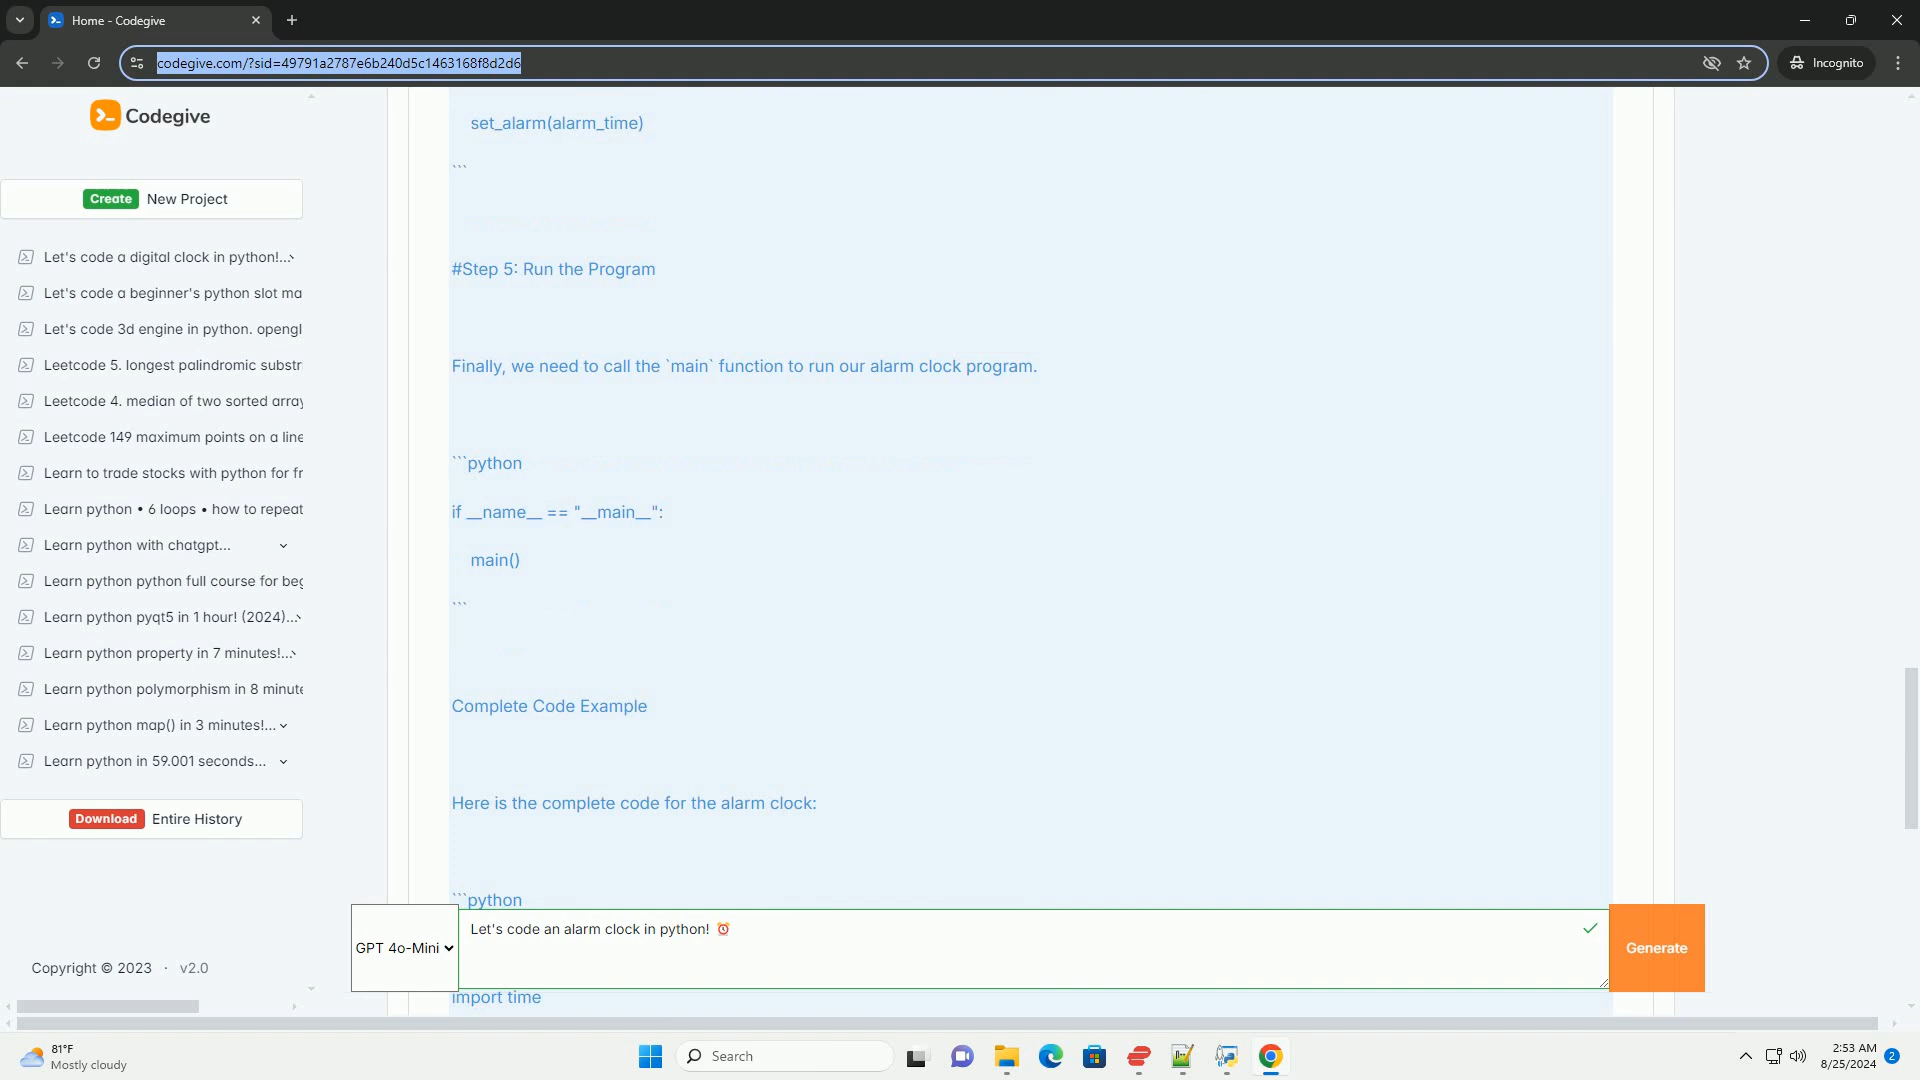 Home - Codegive
codegive.com/?sid=49791a2787e6b240d5c1463168f8d2d6
Incognito
Codegive
Create New Project
Let's code a digital clock in python!...
Let's code a beginner's python slot ma
Let's code 3d engine in python. opengl
Leetcode 5. longest palindromic substr
Leetcode 4. median of two sorted array
Leetcode 149 maximum points on a line
Learn to trade stocks with python for fr
Learn python • 6 loops • how to repeat
Learn python with chatgpt...
Learn python python full course for beg
Learn python pyqt5 in 1 hour! (2024)...
Learn python property in 7 minutes!...
Learn python polymorphism in 8 minute
Learn python map() in 3 minutes!...
Learn python in 59.001 seconds...
Download Entire History
Copyright © 2023 · v2.0
set_alarm(alarm_time)
```
#Step 5: Run the Program
Finally, we need to call the `main` function to run our alarm clock program.
```python
if __name__ == "__main__":
main()
```
Complete Code Example
Here is the complete code for the alarm clock:
```python
GPT 4o-Mini
Let's code an alarm clock in python! ⏰
Generate
import time
81°F
Mostly cloudy
Search
2:53 AM
8/25/2024
2